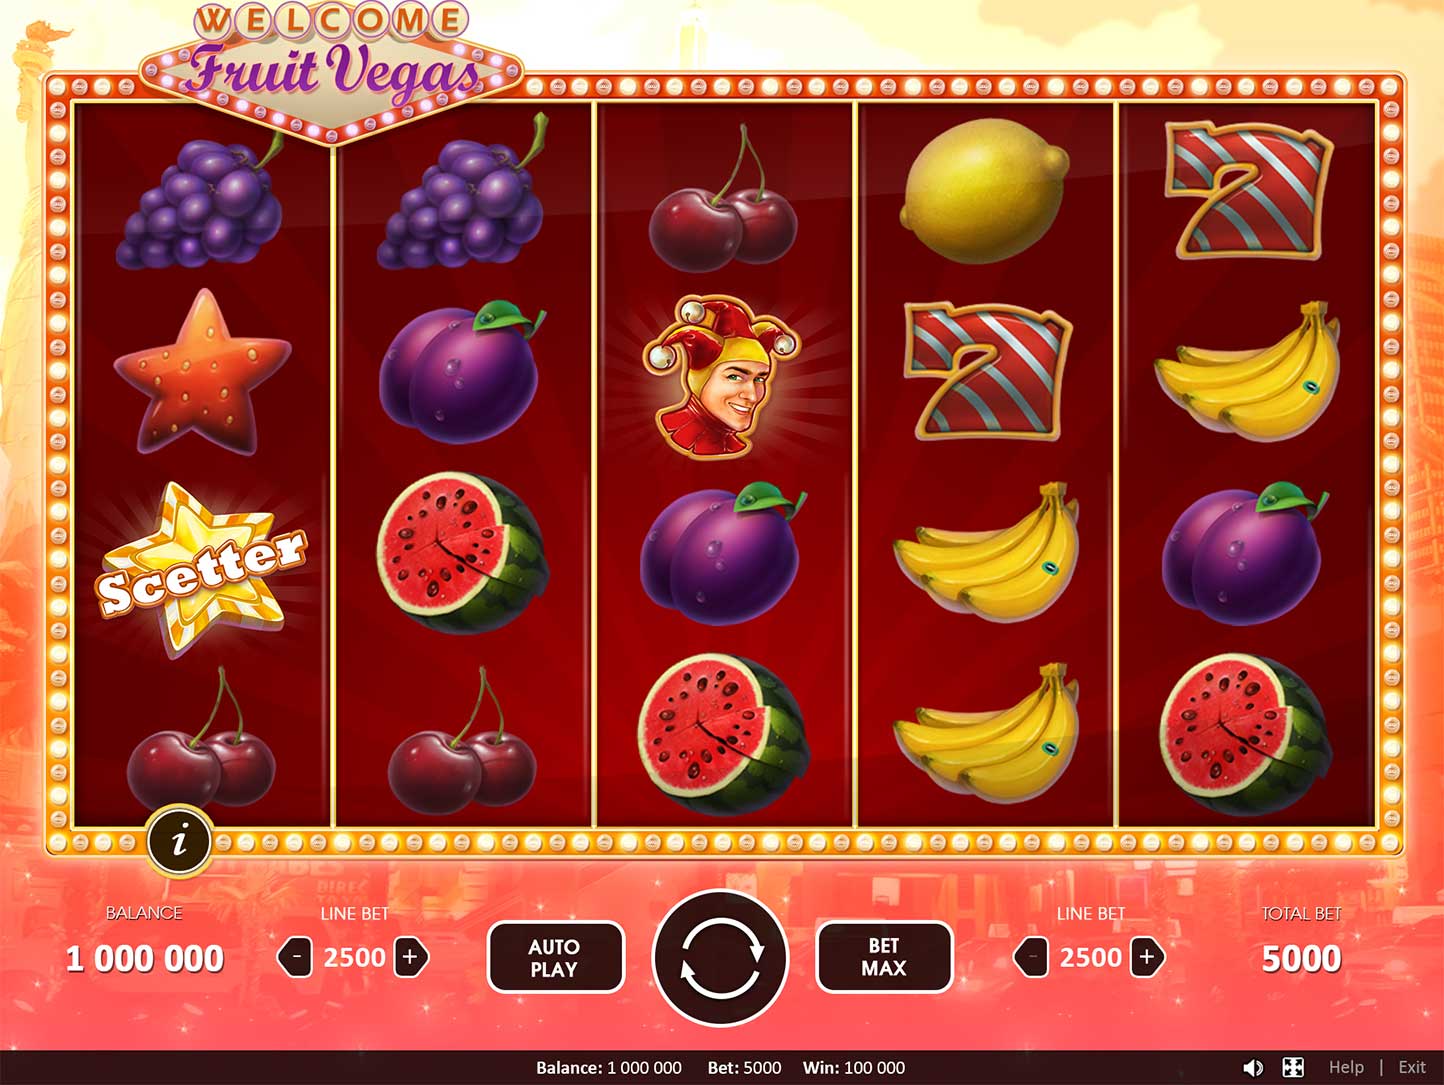 WELCOME
Fruit Vegas
Scetter
i
BALANCE
1 000 000
LINE BET
- 2500 +
AUTO
PLAY
BET
MAX
LINE BET
- 2500 +
TOTAL BET
5000
Balance: 1 000 000 Bet: 5000 Win: 100 000
Help | Exit